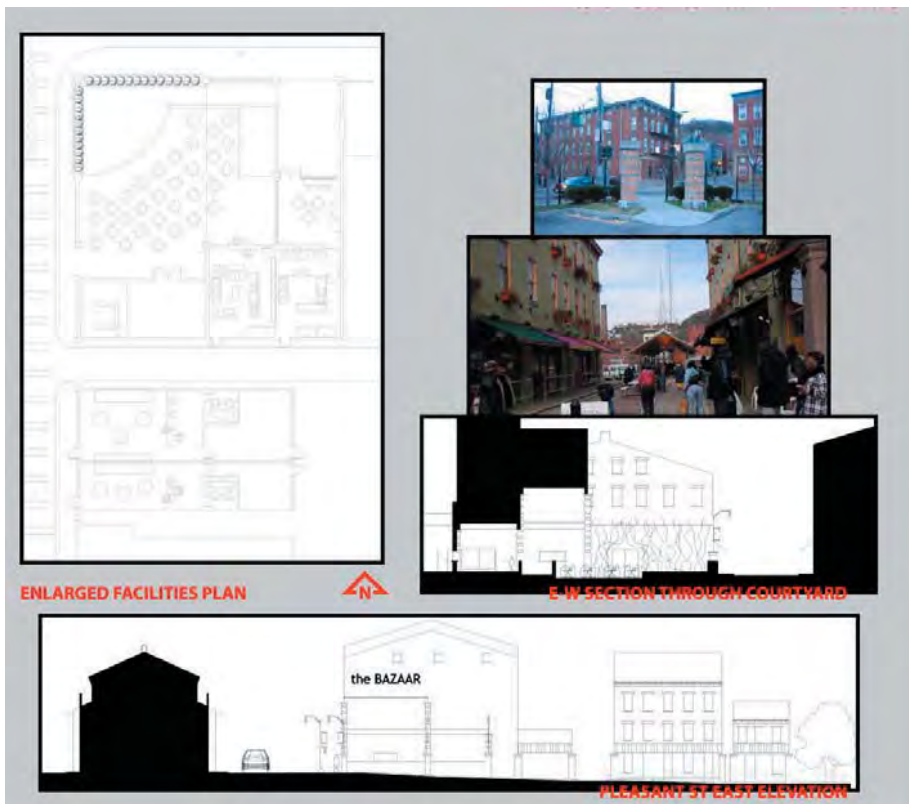 ENLARGED FACILITIES PLAN
N
E-W SECTION THROUGH COURTYARD
the BAZAAR
PLEASANT ST EAST ELEVATION